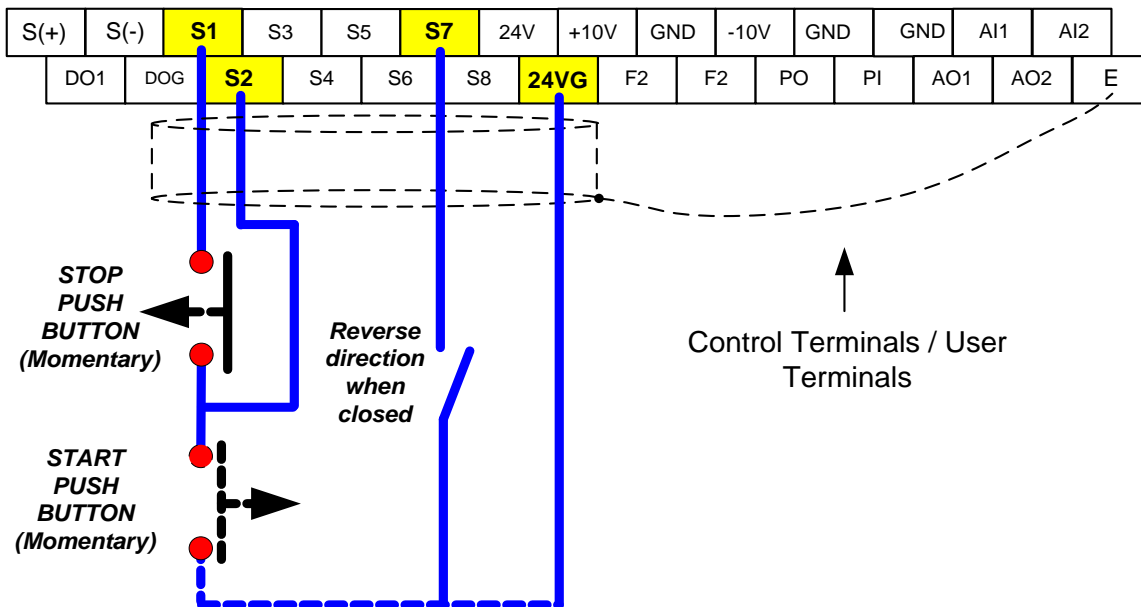 S(+) S(-) S1 S3 S5 S7 24V +10V GND -10V GND GND AI1 AI2
DO1 DOG S2 S4 S6 S8 24VG F2 F2 PO PI AO1 AO2 E
STOP
PUSH
BUTTON
(Momentary)
Reverse
direction
when
closed
Control Terminals / User
Terminals
START
PUSH
BUTTON
(Momentary)